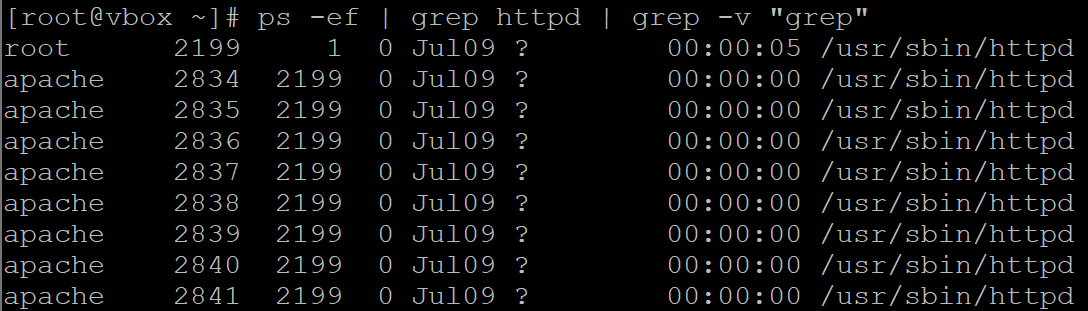 [root@vbox ~]# ps -ef | grep httpd | grep -v "grep"
root      2199     1  0 Jul09 ?        00:00:05 /usr/sbin/httpd
apache    2834  2199  0 Jul09 ?        00:00:00 /usr/sbin/httpd
apache    2835  2199  0 Jul09 ?        00:00:00 /usr/sbin/httpd
apache    2836  2199  0 Jul09 ?        00:00:00 /usr/sbin/httpd
apache    2837  2199  0 Jul09 ?        00:00:00 /usr/sbin/httpd
apache    2838  2199  0 Jul09 ?        00:00:00 /usr/sbin/httpd
apache    2839  2199  0 Jul09 ?        00:00:00 /usr/sbin/httpd
apache    2840  2199  0 Jul09 ?        00:00:00 /usr/sbin/httpd
apache    2841  2199  0 Jul09 ?        00:00:00 /usr/sbin/httpd